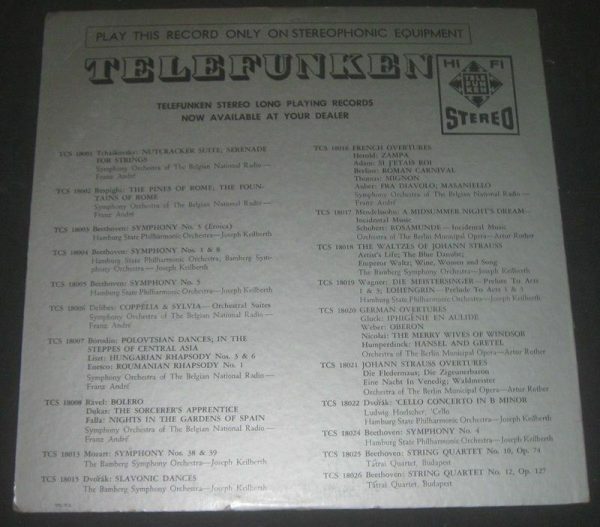 PLAY THIS RECORD ONLY ON STEREOPHONIC EQUIPMENT
TELEFUNKEN
HI FI
TELE
FUN
KEN
STEREO
TELEFUNKEN STEREO LONG PLAYING RECORDS
NOW AVAILABLE AT YOUR DEALER
TCS 18001 Tchaikovsky: NUTCRACKER SUITE, SERENADE
FOR STRINGS
Symphony Orchestra of The Belgian National Radio—
Franz André
TCS 18002 Respighi: THE PINES OF ROME, THE FOUN-
TAINS OF ROME
Symphony Orchestra of The Belgian National Radio—
Franz André
TCS 18003 Beethoven: SYMPHONY No. 3 (Eroica)
Hamburg State Philharmonic Orchestra—Joseph Keilberth
TCS 18004 Beethoven: SYMPHONY Nos. 1 & 8
Hamburg State Philharmonic Orchestra, Bamberg Sym-
phony Orchestra — Joseph Keilberth
TCS 18005 Beethoven: SYMPHONY No. 5
Hamburg State Philharmonic Orchestra—Joseph Keilberth
TCS 18006 Delibes: COPPÉLIA & SYLVIA — Orchestral Suites
Symphony Orchestra of The Belgian National Radio—
Franz André
TCS 18007 Borodin: POLOVTSIAN DANCES; IN THE
STEPPES OF CENTRAL ASIA
Liszt: HUNGARIAN RHAPSODY Nos. 3 & 6
Enesco: ROUMANIAN RHAPSODY No. 1
Symphony Orchestra of The Belgian National Radio—
Franz André
TCS 18008 Ravel: BOLERO
Dukas: THE SORCERER'S APPRENTICE
Falla: NIGHTS IN THE GARDENS OF SPAIN
Symphony Orchestra of The Belgian National Radio—
Franz André
TCS 18013 Mozart: SYMPHONY Nos. 38 & 39
The Bamberg Symphony Orchestra—Joseph Keilberth
TCS 18015 Dvořák: SLAVONIC DANCES
The Bamberg Symphony Orchestra—Joseph Keilberth
TCS 18016 FRENCH OVERTURES
Herold: ZAMPA
Adam: SI J'ETAIS ROI
Berlioz: ROMAN CARNIVAL
Thomas: MIGNON
Auber: FRA DIAVOLO; MASANIELLO
Symphony Orchestra of The Belgian National Radio—
Franz André
TCS 18017 Mendelssohn: A MIDSUMMER NIGHT'S DREAM—
Incidental Music
Schubert: ROSAMUNDE — Incidental Music
Orchestra of The Berlin Municipal Opera—Artur Rother
TCS 18018 THE WALTZES OF JOHANN STRAUSS
Artist's Life; The Blue Danube;
Emperor Waltz; Wine, Women and Song
The Bamberg Symphony Orchestra—Joseph Keilberth
TCS 18019 Wagner: DIE MEISTERSINGER—Prelude To Acts
1 & 3; LOHENGRIN—Prelude To Acts 1 & 3
Hamburg State Philharmonic Orchestra—Joseph Keilberth
TCS 18020 GERMAN OVERTURES
Gluck: IPHIGÉNIE EN AULIDE
Weber: OBERON
Nicolai: THE MERRY WIVES OF WINDSOR
Humperdinck: HANSEL AND GRETEL
Orchestra of The Berlin Municipal Opera—Artur Rother
TCS 18021 JOHANN STRAUSS OVERTURES
Die Fledermaus; Die Zigeunerbaron
Eine Nacht In Venedig; Waldmeister
Orchestra of The Berlin Municipal Opera—Artur Rother
TCS 18022 Dvořák: 'CELLO CONCERTO IN B MINOR
Ludwig Hoelscher, 'Cello
Hamburg State Philharmonic Orchestra—Joseph Keilberth
TCS 18024 Beethoven: SYMPHONY No. 4
Hamburg State Philharmonic Orchestra—Joseph Keilberth
TCS 18025 Beethoven: STRING QUARTET No. 10, Op. 74
Tátrai Quartet, Budapest
TCS 18026 Beethoven: STRING QUARTET No. 12, Op. 127
Tátrai Quartet, Budapest